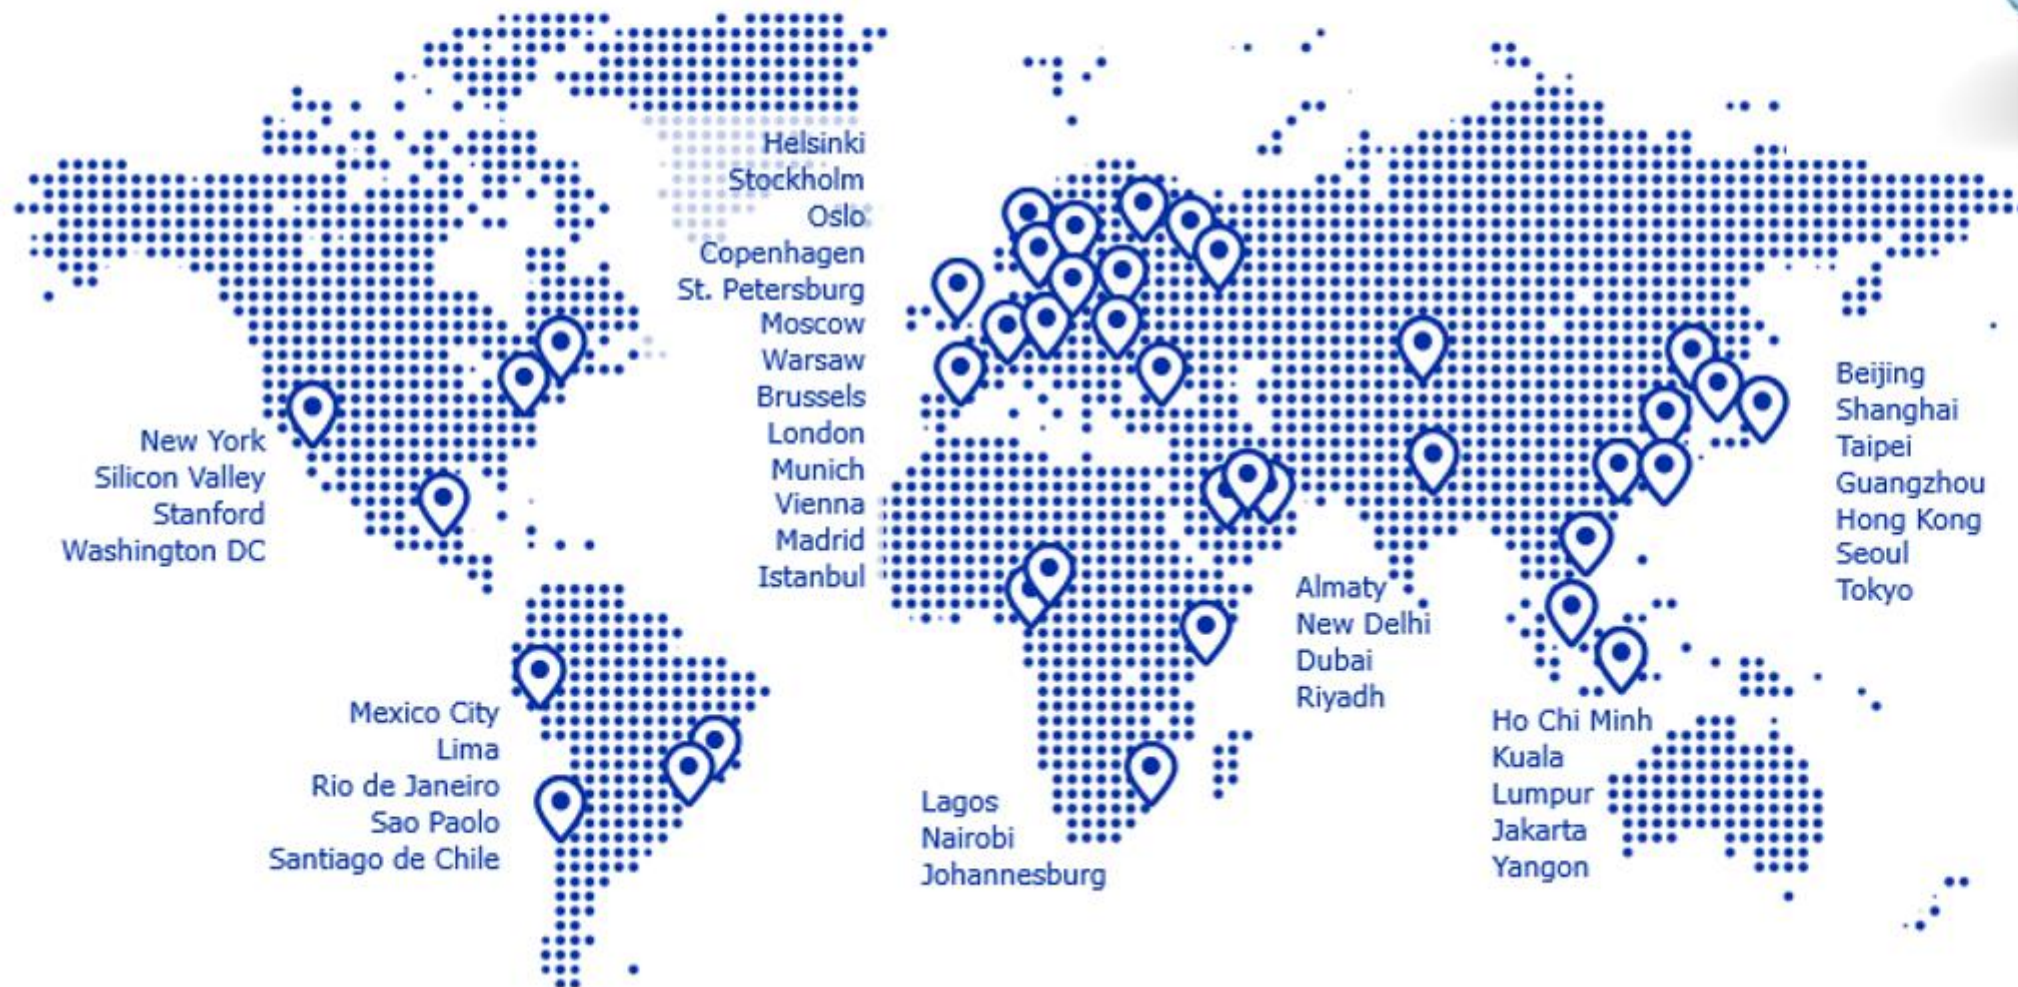 New York
Silicon Valley
Stanford
Washington DC
Mexico City
Lima
Rio de Janeiro
Sao Paolo
Santiago de Chile
Helsinki
Stockholm
Oslo
Copenhagen
St. Petersburg
Moscow
Warsaw
Brussels
London
Munich
Vienna
Madrid
Istanbul
Lagos
Nairobi
Johannesburg
Almaty
New Delhi
Dubai
Riyadh
Ho Chi Minh
Kuala
Lumpur
Jakarta
Yangon
Beijing
Shanghai
Taipei
Guangzhou
Hong Kong
Seoul
Tokyo